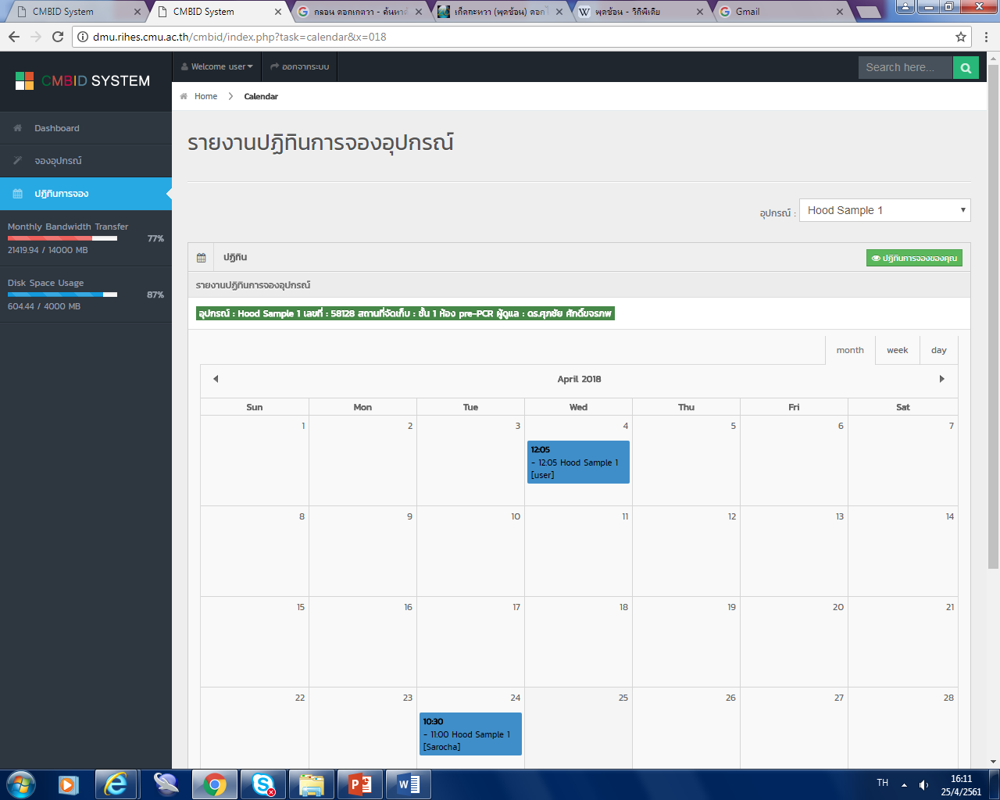 CMBID System
CMBID System
กลอน ดอกเกตวา - ค้นหาด้
เก็ดถะหวา (พุดซ้อน) ดอกไ
พุดซ้อน - วิกิพีเดีย
Gmail
dmu.rihes.cmu.ac.th/cmbid/index.php?task=calendar&x=018
CMBID SYSTEM
Welcome user
ออกจากระบบ
Search here...
Home
Calendar
Dashboard
จองอุปกรณ์
ปฏิทินการจอง
Monthly Bandwidth Transfer
77%
21419.94 / 14000 MB
Disk Space Usage
87%
604.44 / 4000 MB
รายงานปฏิทินการจองอุปกรณ์
อุปกรณ์ : Hood Sample 1
ปฏิทิน
ปฏิทินการจองของคุณ
รายงานปฏิทินการจองอุปกรณ์
อุปกรณ์ : Hood Sample 1 เลขที่ : 58128 สถานที่จัดเก็บ : ชั้น 1 ห้อง pre-PCR ผู้ดูแล : ดร.ศุภชัย ศักดิ์ขจรภพ
month week day
April 2018
Sun Mon Tue Wed Thu Fri Sat
1 2 3 4 5 6 7
12:05
- 12:05 Hood Sample 1
[user]
8 9 10 11 12 13 14
15 16 17 18 19 20 21
22 23 24 25 26 27 28
10:30
- 11:00 Hood Sample 1
[Sarocha]
TH
16:11
25/4/2561